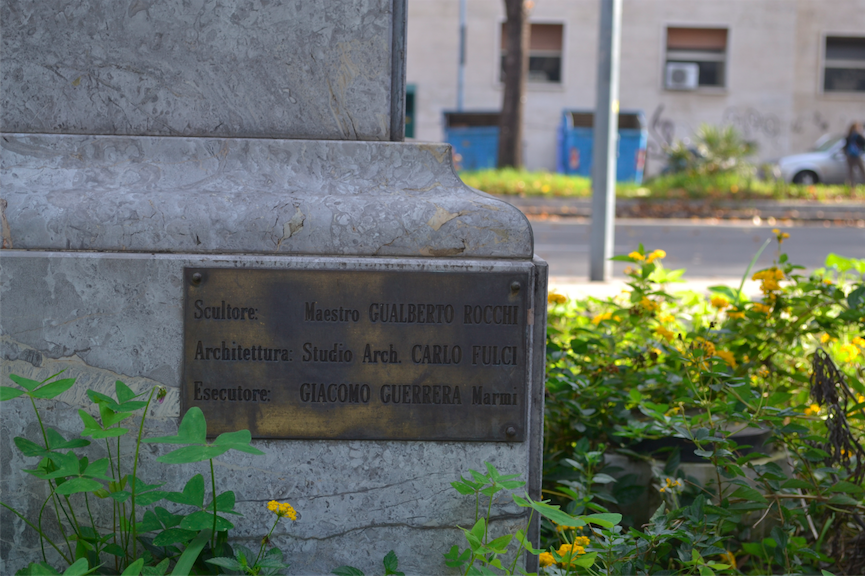 Scultore: Maestro GUALBERTO ROCCHI
Architettura: Studio Arch. CARLO FULCI
Esecutore: GIACOMO GUERRERA Marmi